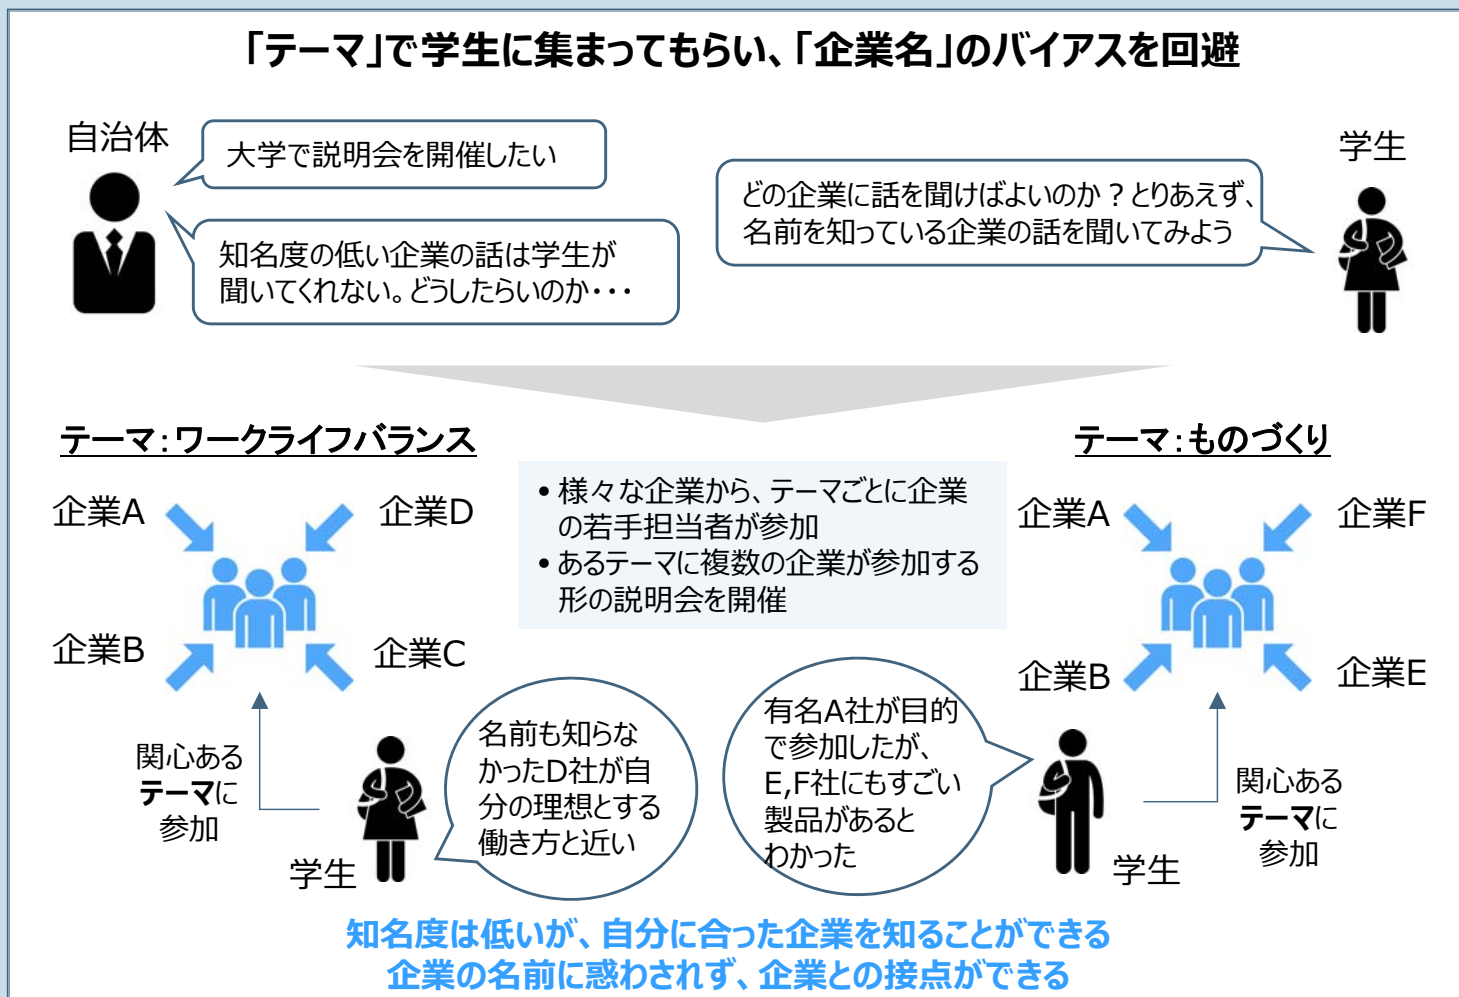 「テーマ」で学生に集まってもらい、「企業名」のバイアスを回避
自治体
大学で説明会を開催したい
知名度の低い企業の話は学生が
聞いてくれない。どうしたらいのか・・・
学生
どの企業に話を聞けばよいのか？とりあえず、
名前を知っている企業の話を聞いてみよう
テーマ：ワークライフバランス
企業A
企業D
企業B
企業C
関心ある
テーマに
参加
学生
名前も知らな
かったD社が自
分の理想とする
働き方と近い
• 様々な企業から、テーマごとに企業
の若手担当者が参加
• あるテーマに複数の企業が参加する
形の説明会を開催
テーマ：ものづくり
企業A
企業F
企業B
企業E
有名A社が目的
で参加したが、
E,F社にもすごい
製品があると
わかった
学生
関心ある
テーマに
参加
知名度は低いが、自分に合った企業を知ることができる
企業の名前に惑わされず、企業との接点ができる